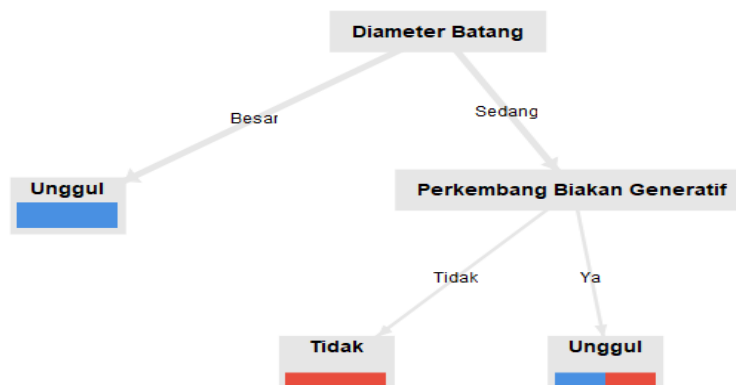 Diameter Batang
Besar
Sedang
Unggul
Perkembang Biakan Generatif
Tidak
Ya
Tidak
Unggul